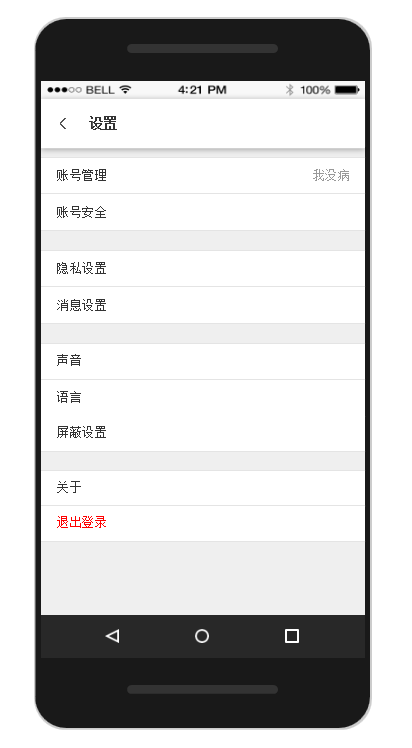 BELL 4:21 PM 100%
设置
账号管理 我没病
账号安全
隐私设置
消息设置
声音
语言
屏蔽设置
关于
退出登录